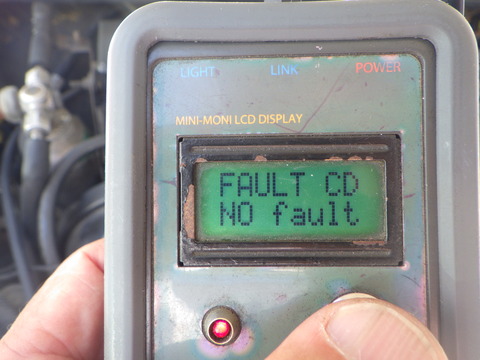 LIGHT LINK POWER
MINI-MONI LCD DISPLAY
FAULT CD
NO fault